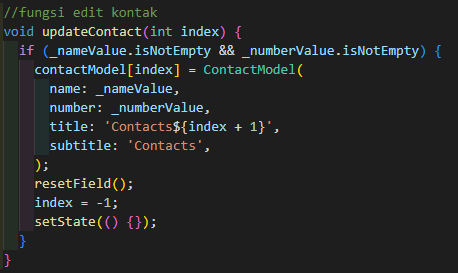 //fungsi edit kontak
void updateContact(int index) {
  if (_nameValue.isNotEmpty && _numberValue.isNotEmpty) {
    contactModel[index] = ContactModel(
      name: _nameValue,
      number: _numberValue,
      title: 'Contacts${index + 1}',
      subtitle: 'Contacts',
    );
    resetField();
    index = -1;
    setState(() {});
  }
}